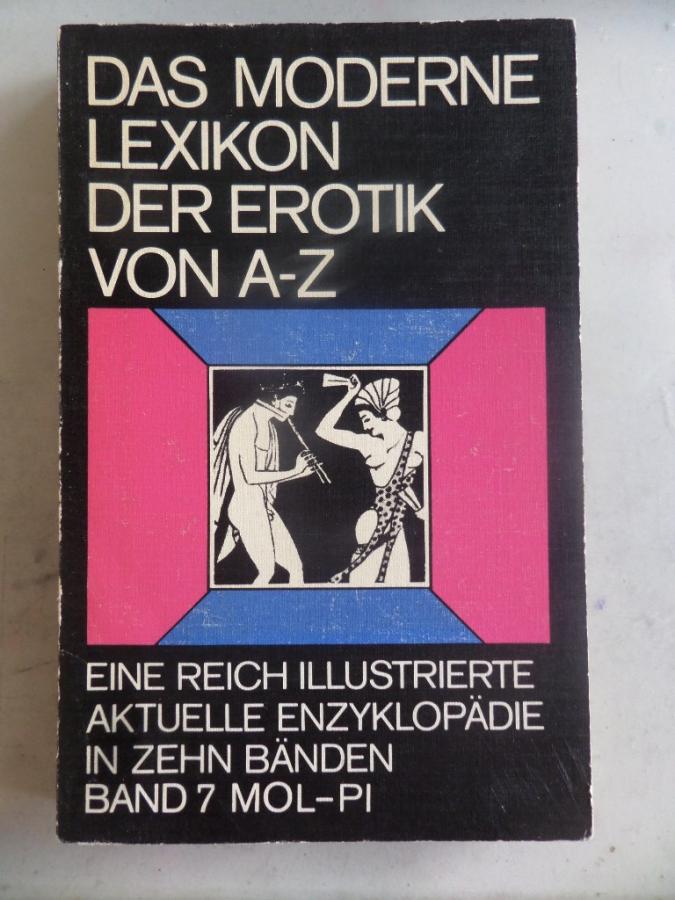 DAS MODERNE
LEXIKON
DER EROTIK
VON A-Z
EINE REICH ILLUSTRIERTE
AKTUELLE ENZYKLOPÄDIE
IN ZEHN BÄNDEN
BAND 7 MOL–PI